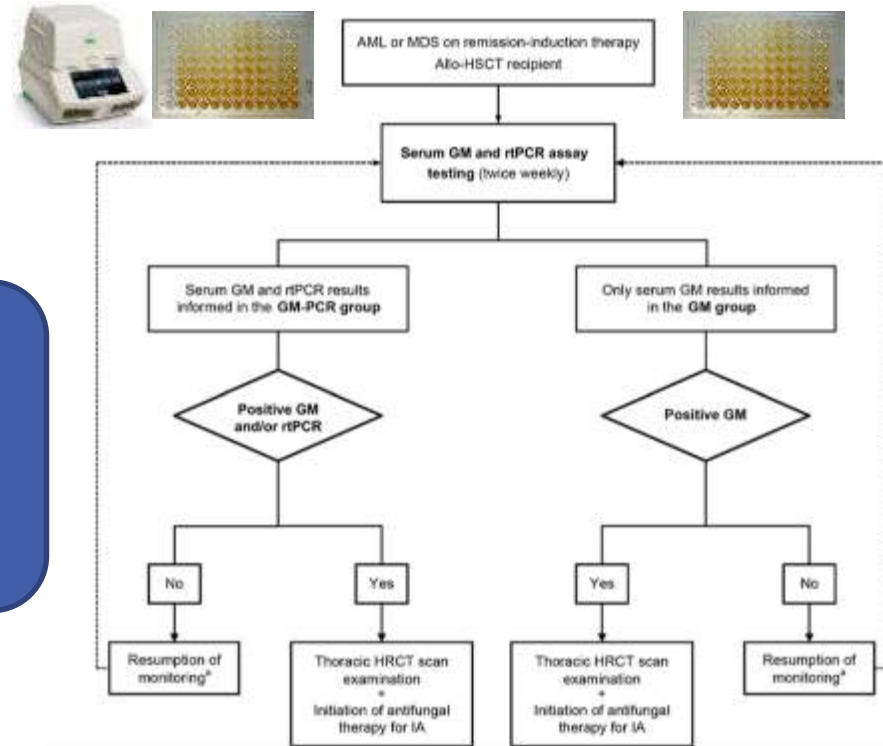 AML or MDS on remission-induction therapy
Allo-HSCT recipient
Serum GM and rtPCR assay
testing (twice weekly)
Serum GM and rtPCR results
informed in the GM-PCR group
Only serum GM results informed
in the GM group
Positive GM
and/or rtPCR
Positive GM
No
Yes
Yes
No
Resumption of
monitoringᵃ
Thoracic HRCT scan
examination
+
Initiation of antifungal
therapy for IA
Thoracic HRCT scan
examination
+
Initiation of antifungal
therapy for IA
Resumption of
monitoringᵃ